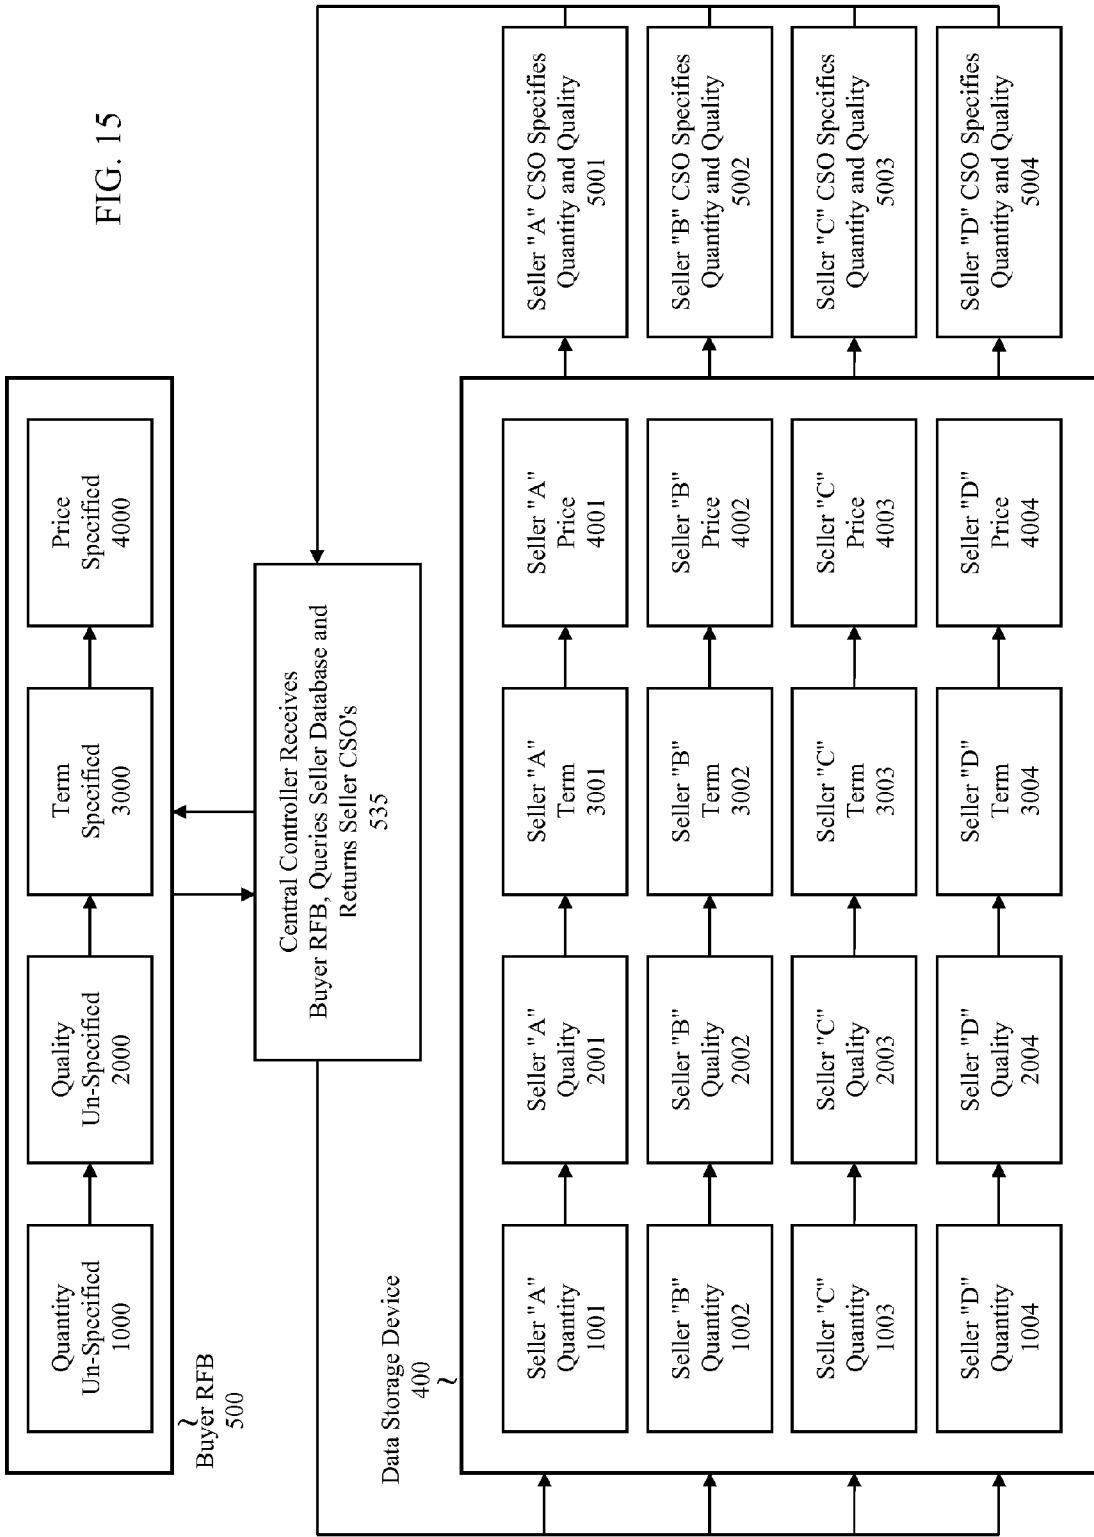 FIG. 15
Quantity
Un-Specified
1000
Quality
Un-Specified
2000
Term
Specified
3000
Price
Specified
4000
Buyer RFB
500
Central Controller Receives
Buyer RFB, Queries Seller Database and
Returns Seller CSO's
535
Data Storage Device
400
Seller "A"
Quantity
1001
Seller "A"
Quality
2001
Seller "A"
Term
3001
Seller "A"
Price
4001
Seller "A" CSO Specifies
Quantity and Quality
5001
Seller "B"
Quantity
1002
Seller "B"
Quality
2002
Seller "B"
Term
3002
Seller "B"
Price
4002
Seller "B" CSO Specifies
Quantity and Quality
5002
Seller "C"
Quantity
1003
Seller "C"
Quality
2003
Seller "C"
Term
3003
Seller "C"
Price
4003
Seller "C" CSO Specifies
Quantity and Quality
5003
Seller "D"
Quantity
1004
Seller "D"
Quality
2004
Seller "D"
Term
3004
Seller "D"
Price
4004
Seller "D" CSO Specifies
Quantity and Quality
5004